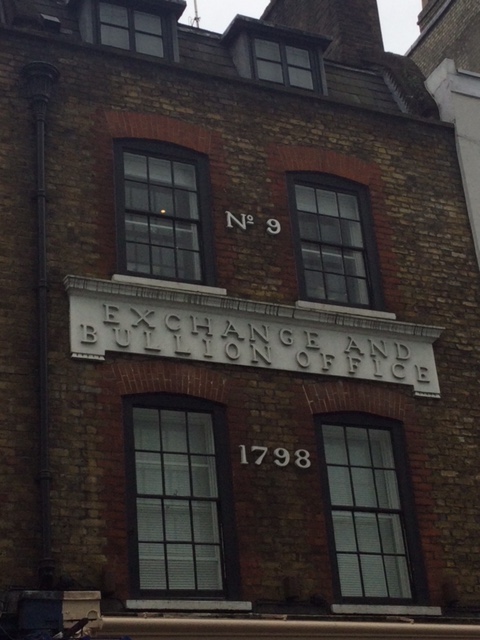 Nº 9
EXCHANGE AND
BULLION OFFICE
1798